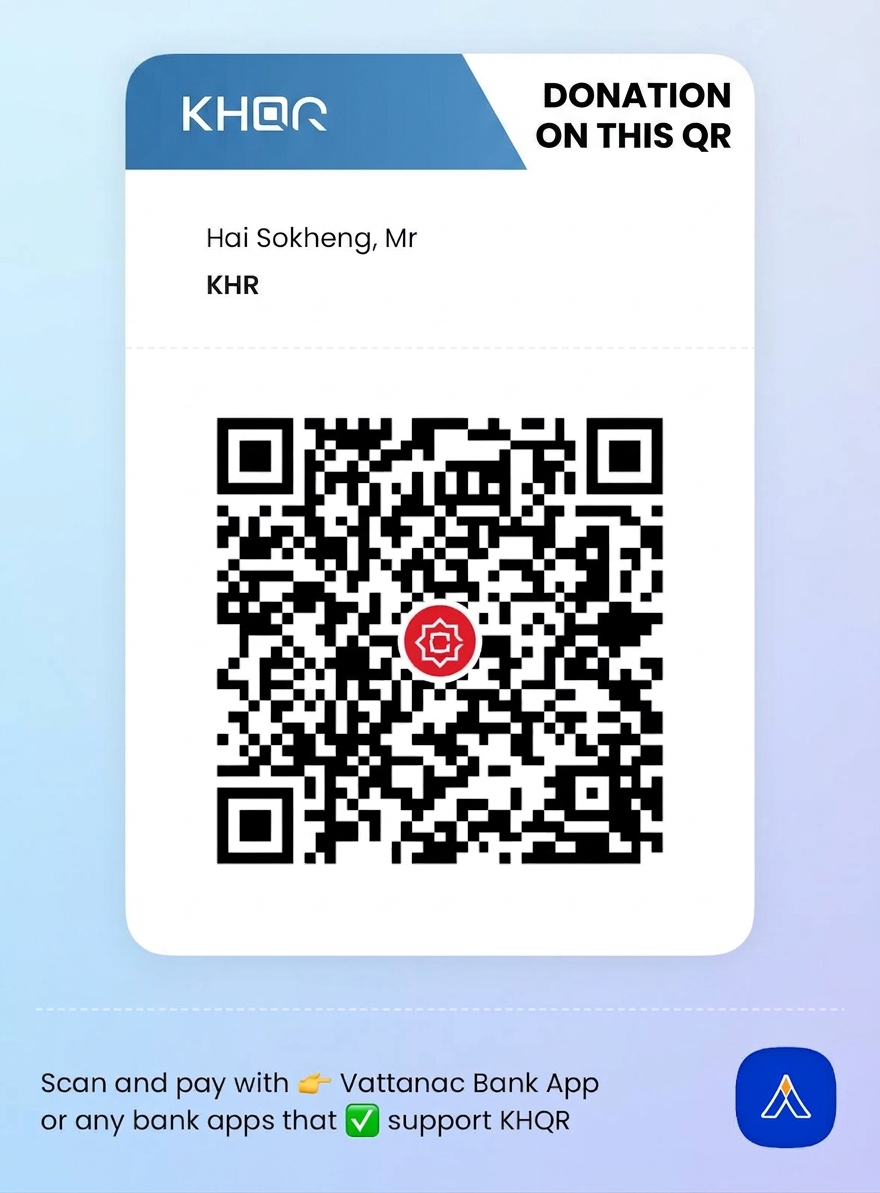 KHQR
DONATION
ON THIS QR
Hai Sokheng, Mr
KHR
Scan and pay with 👉 Vattanac Bank App
or any bank apps that ✅ support KHQR